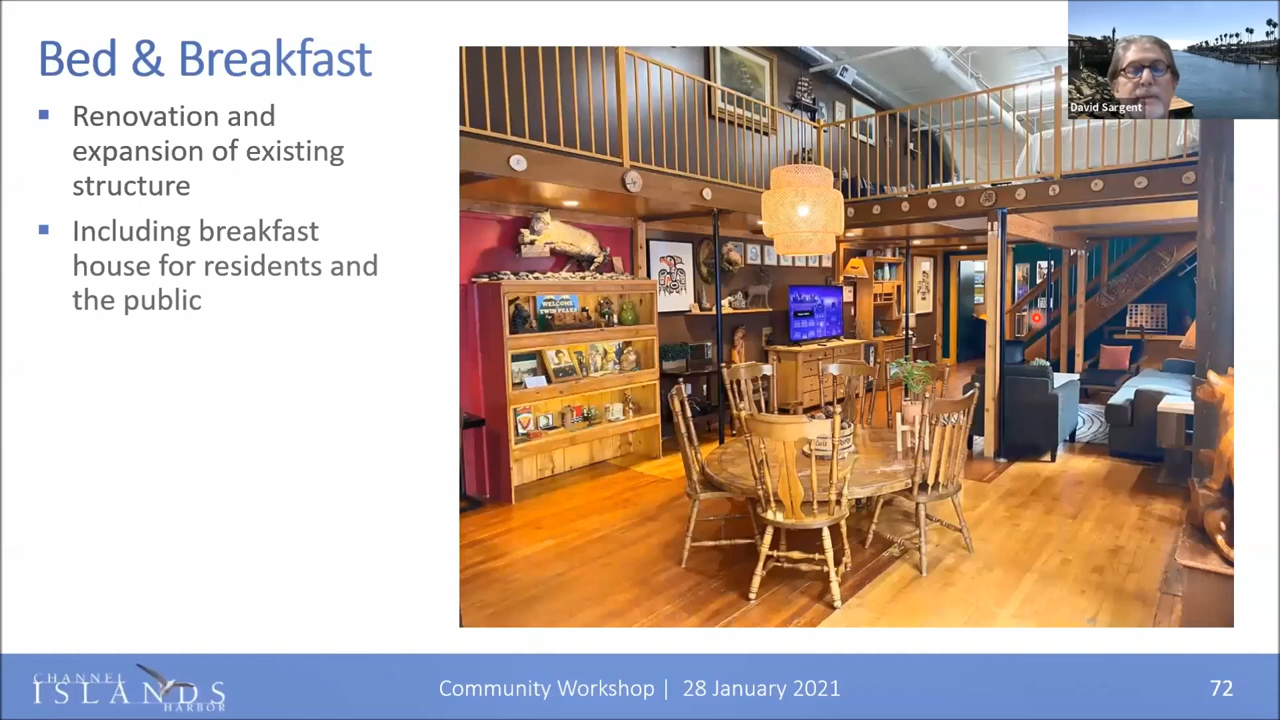 Bed & Breakfast
David Sargent
▪ Renovation and
expansion of existing
structure
▪ Including breakfast
house for residents and
the public
WELCOME
TWIN PEAKS
CHANNEL
ISLANDS
HARBOR
Community Workshop | 28 January 2021
72